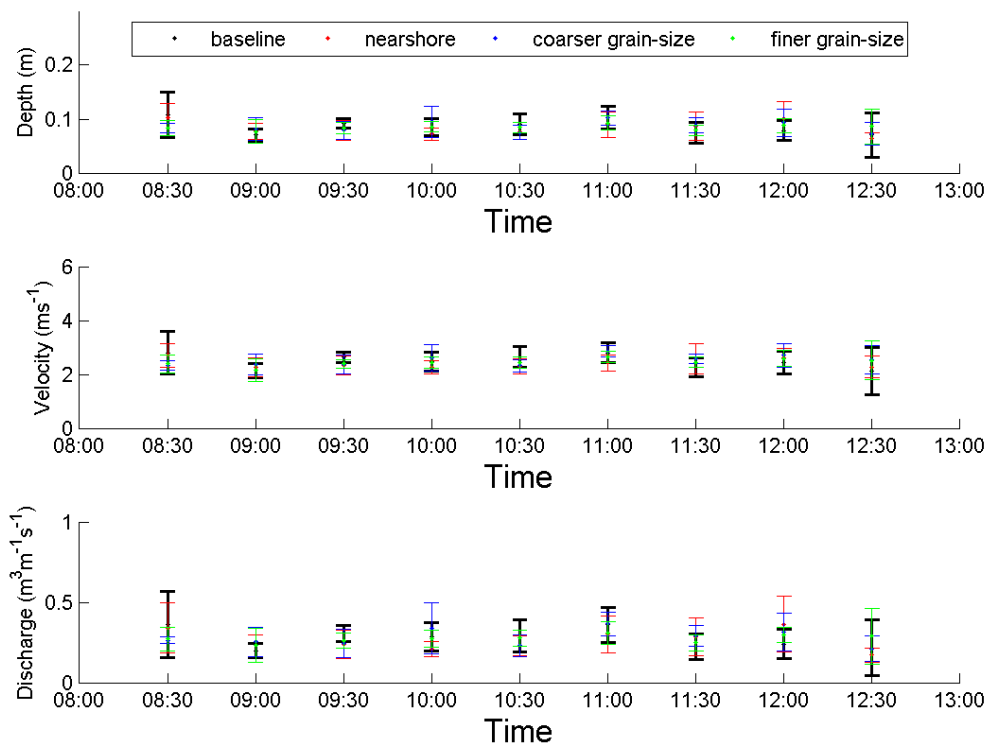 baseline nearshore coarser grain-size finer grain-size
Depth (m)
0.2
0.1
0
08:00 08:30 09:00 09:30 10:00 10:30 11:00 11:30 12:00 12:30 13:00
Time
Velocity (ms⁻¹)
6
4
2
0
08:00 08:30 09:00 09:30 10:00 10:30 11:00 11:30 12:00 12:30 13:00
Time
Discharge (m³m⁻¹s⁻¹)
1
0.5
0
08:00 08:30 09:00 09:30 10:00 10:30 11:00 11:30 12:00 12:30 13:00
Time